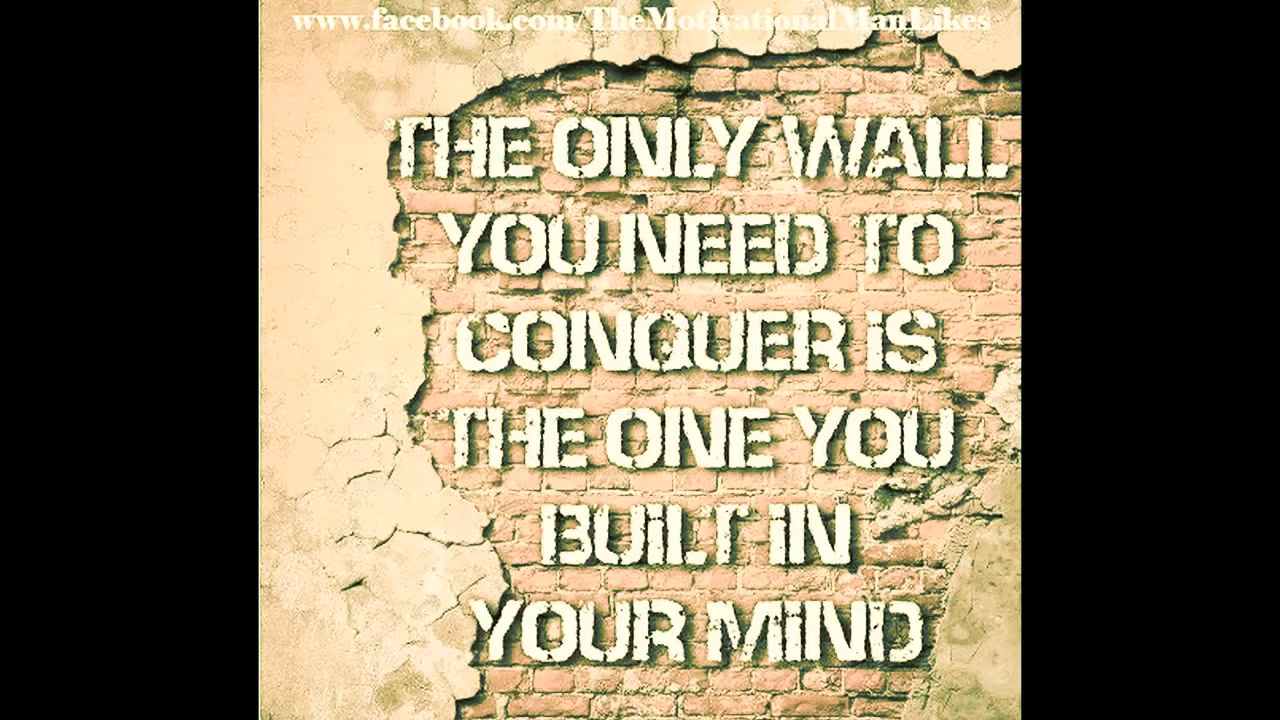 www.facebook.com/TheMotivationalManLikes
THE ONLY WALL
YOU NEED TO
CONQUER iS
THE ONE YOU
BUiLT iN
YOUR MiND